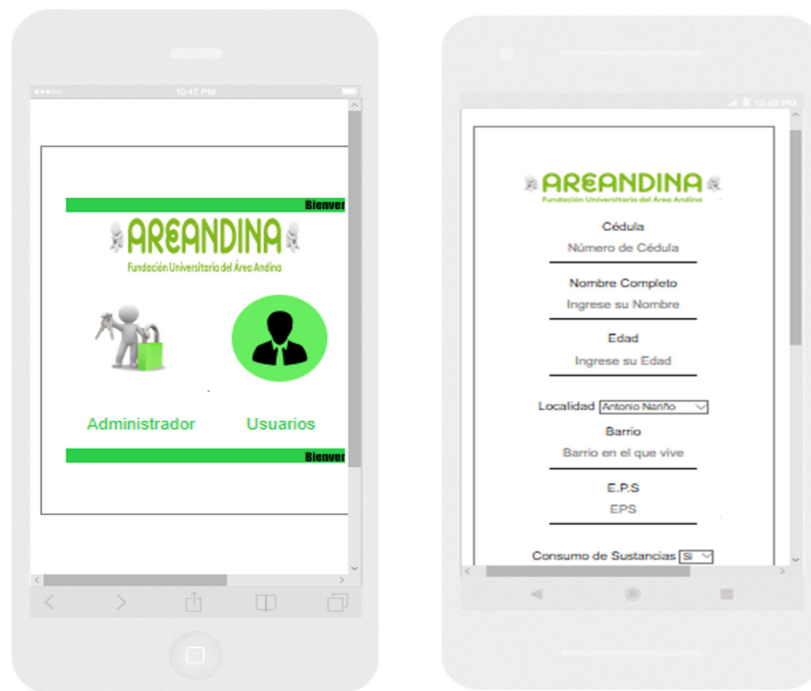 10:47 PM
Bienver
AREANDINA
Fundación Universitaria del Área Andina
Administrador
Usuarios
Bienver
10:48 PM
AREANDINA
Fundación Universitaria del Área Andina
Cédula
Número de Cédula
Nombre Completo
Ingrese su Nombre
Edad
Ingrese su Edad
Localidad Antonio Nariño
Barrio
Barrio en el que vive
E.P.S
EPS
Consumo de Sustancias Si